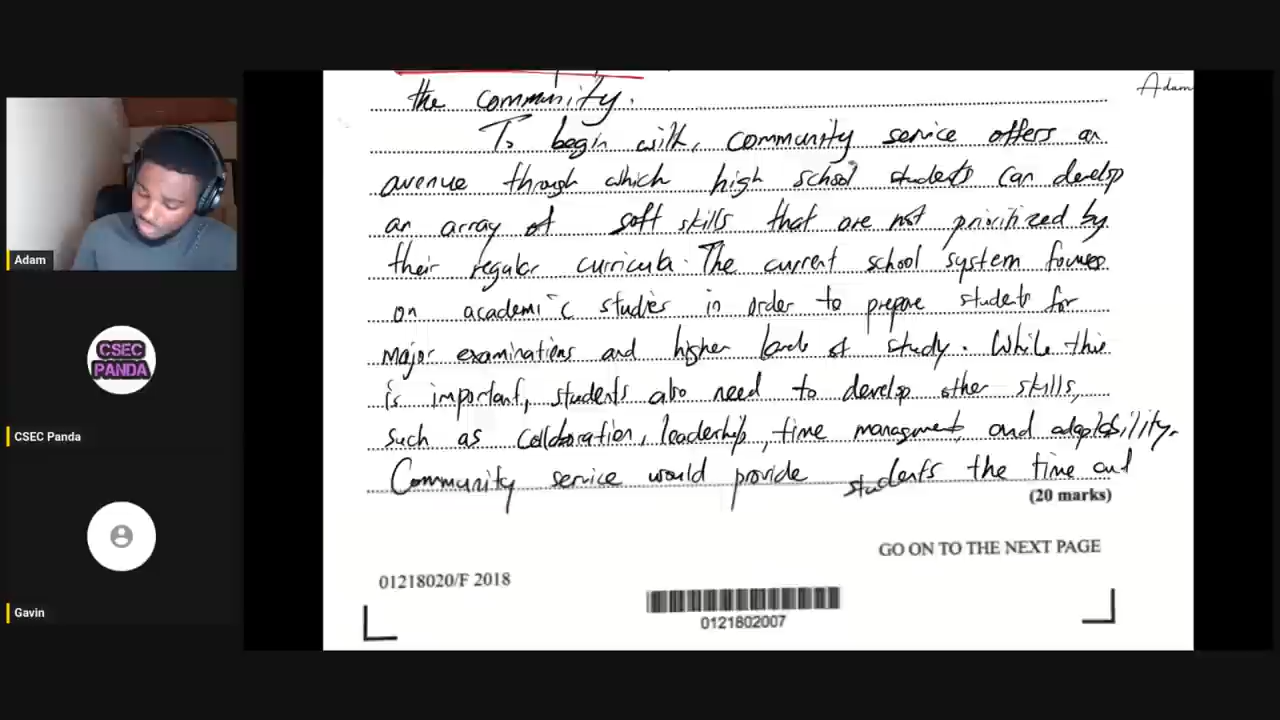 the community.
Adam
To begin with, community service offers an
avenue through which high school students can develop
an array of soft skills that are not prioritized by
their regular curricula. The current school system focuses
on academic studies in order to prepare students for
major examinations and higher levels of study. While this
is important, students also need to develop other skills,
such as collaboration, leadership, time management, and adaptability.
Community service would provide students the time and
(20 marks)
GO ON TO THE NEXT PAGE
01218020/F 2018
0121802007
Adam
CSEC
PANDA
CSEC Panda
Gavin